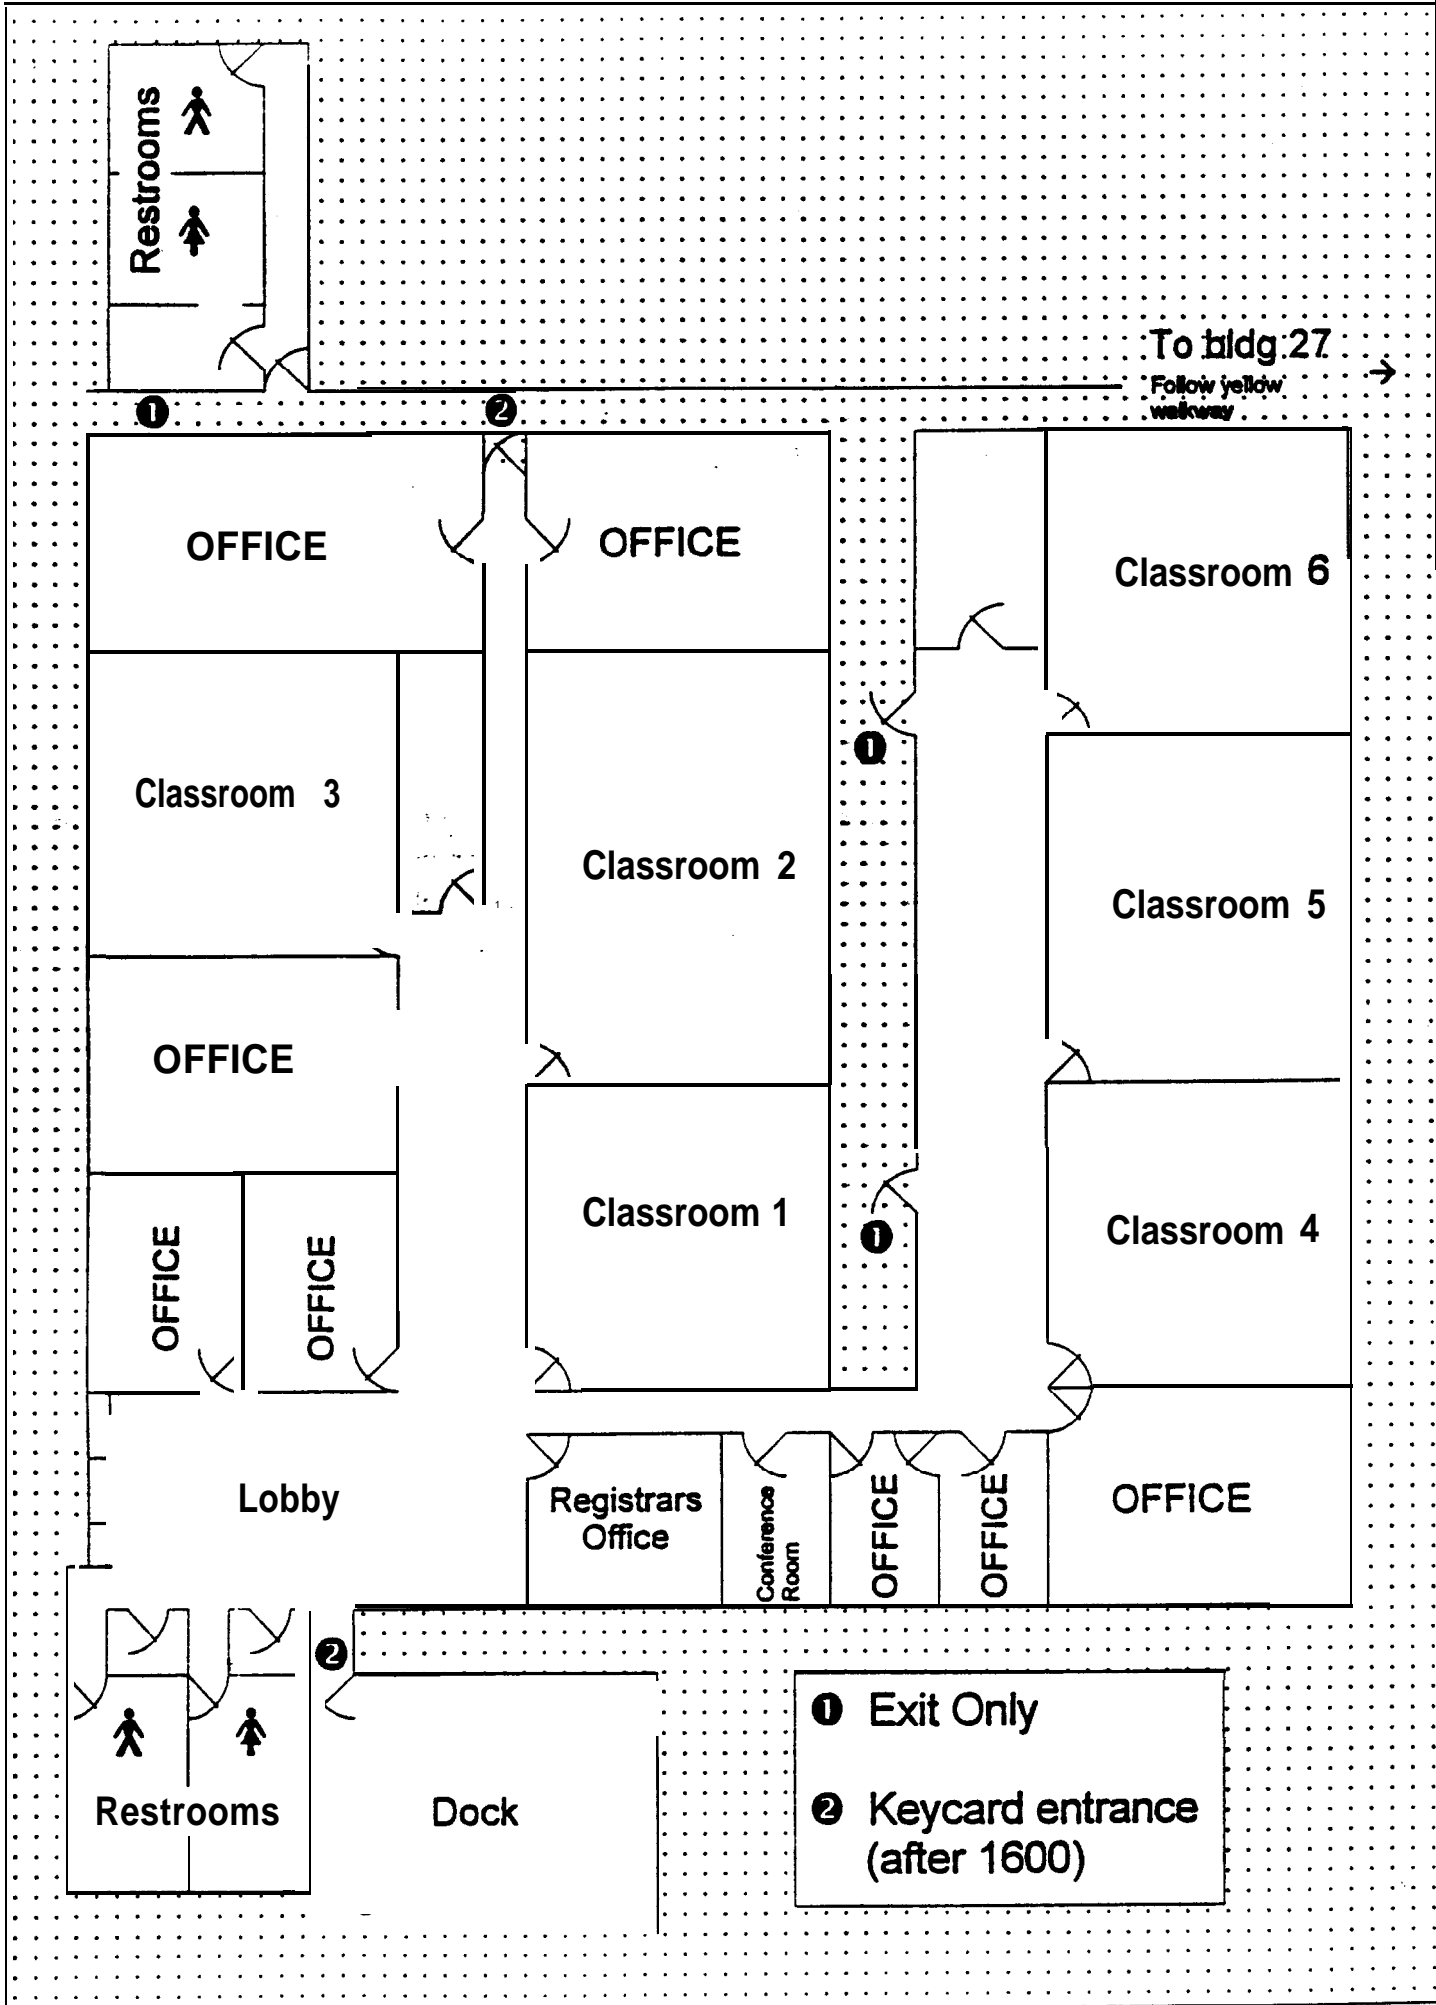 Restrooms
To bldg 27
→
Follow yellow
walkway
❶
❷
OFFICE
OFFICE
Classroom 6
❶
Classroom 3
Classroom 2
Classroom 5
OFFICE
Classroom 1
❶
Classroom 4
OFFICE
OFFICE
Lobby
Registrars
Office
Conference
Room
OFFICE
OFFICE
OFFICE
❷
Restrooms
Dock
❶ Exit Only
❷ Keycard entrance
(after 1600)